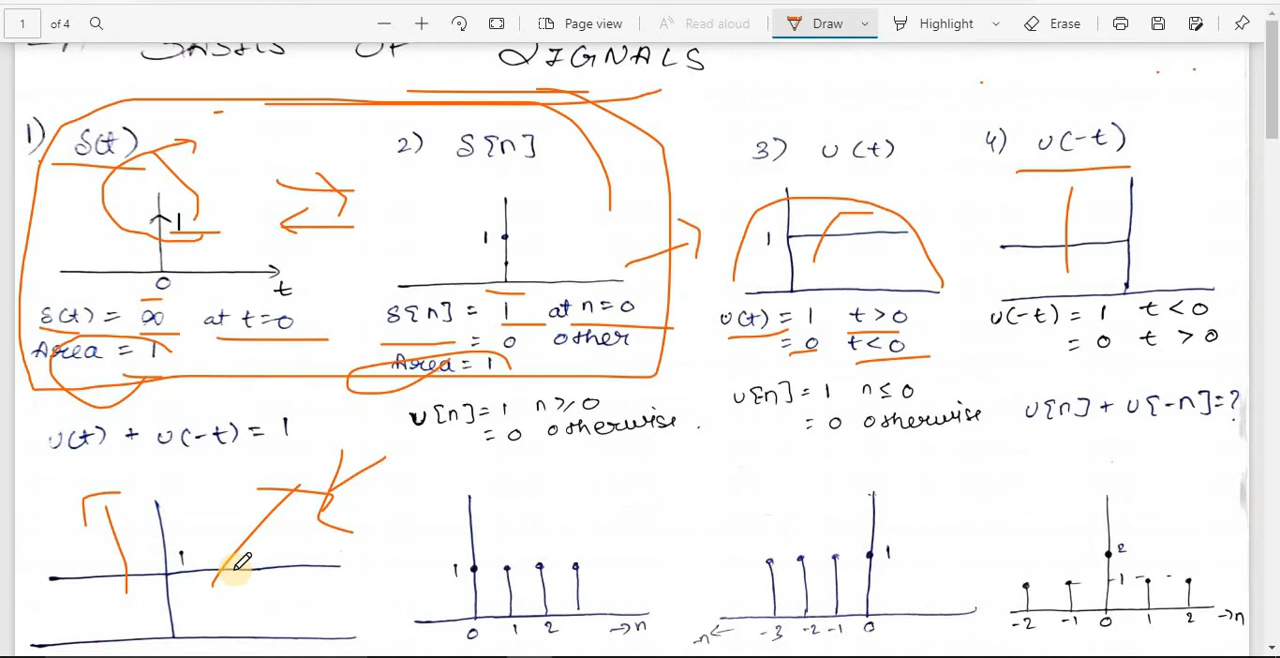 1 of 4 Page view Read aloud Draw Highlight Erase
BASICS OF SIGNALS
1) δ(t)
1
0
t
δ(t) = ∞ at t=0
Area = 1
2) δ[n]
1
δ[n] = 1 at n=0
= 0 other
Area = 1
3) u(t)
1
u(t) = 1 t>0
= 0 t<0
4) u(-t)
u(-t) = 1 t<0
= 0 t>0
u(t) + u(-t) = 1
u[n] = 1 n≥0
= 0 otherwise.
u[n] = 1 n≤0
= 0 otherwise
u[n] + u[-n] = ?
1
1
0 1 2 →n
1
-n← -3 -2 -1 0
2
-1
-2 -1 0 1 2 →n